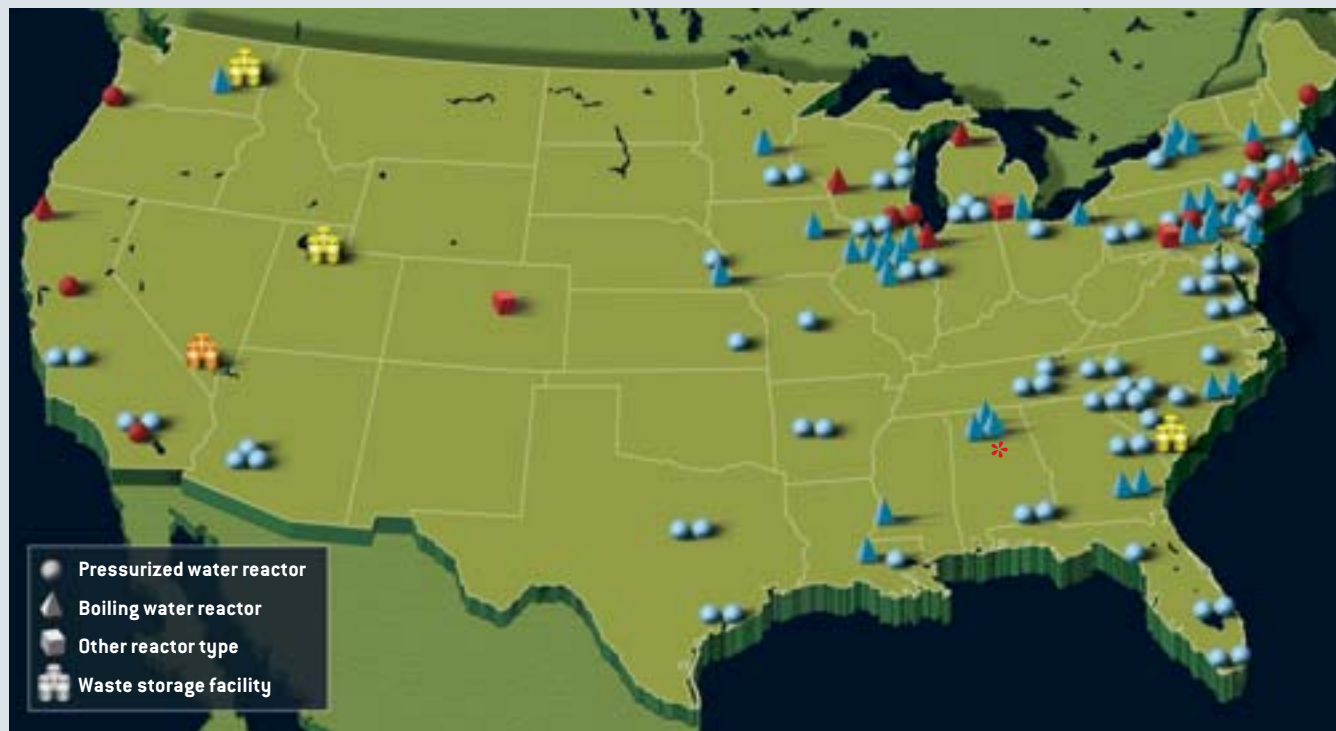 Pressurized water reactor
Boiling water reactor
Other reactor type
Waste storage facility
*